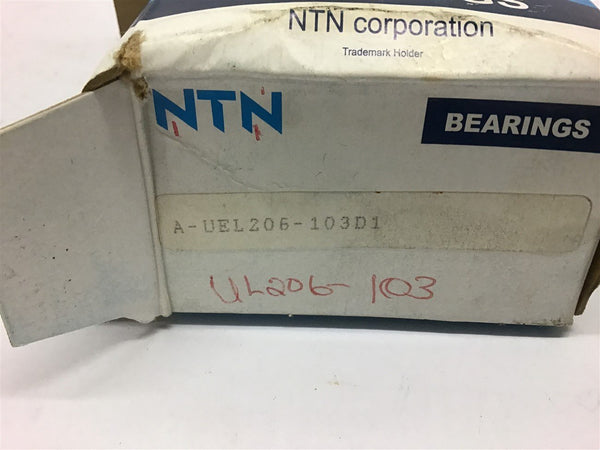 NTN corporation
Trademark Holder
NTN
BEARINGS
A-UEL206-103D1
UL206-103